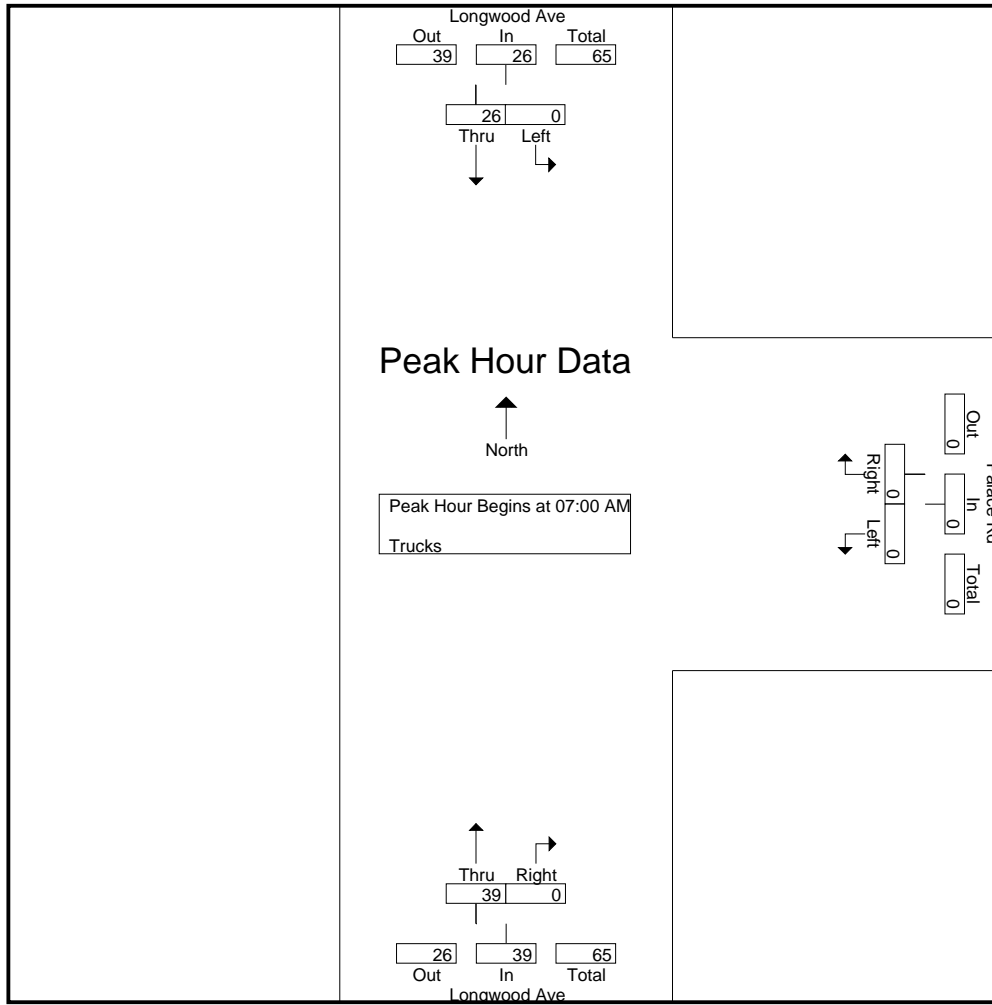 Longwood Ave
Out In Total
39 26 65
26 0
Thru Left
Peak Hour Data
North
Peak Hour Begins at 07:00 AM
Trucks
Out In Total
0 0 0
Palace Rd
0 0
Right Left
Thru Right
39 0
26 39 65
Out In Total
Longwood Ave